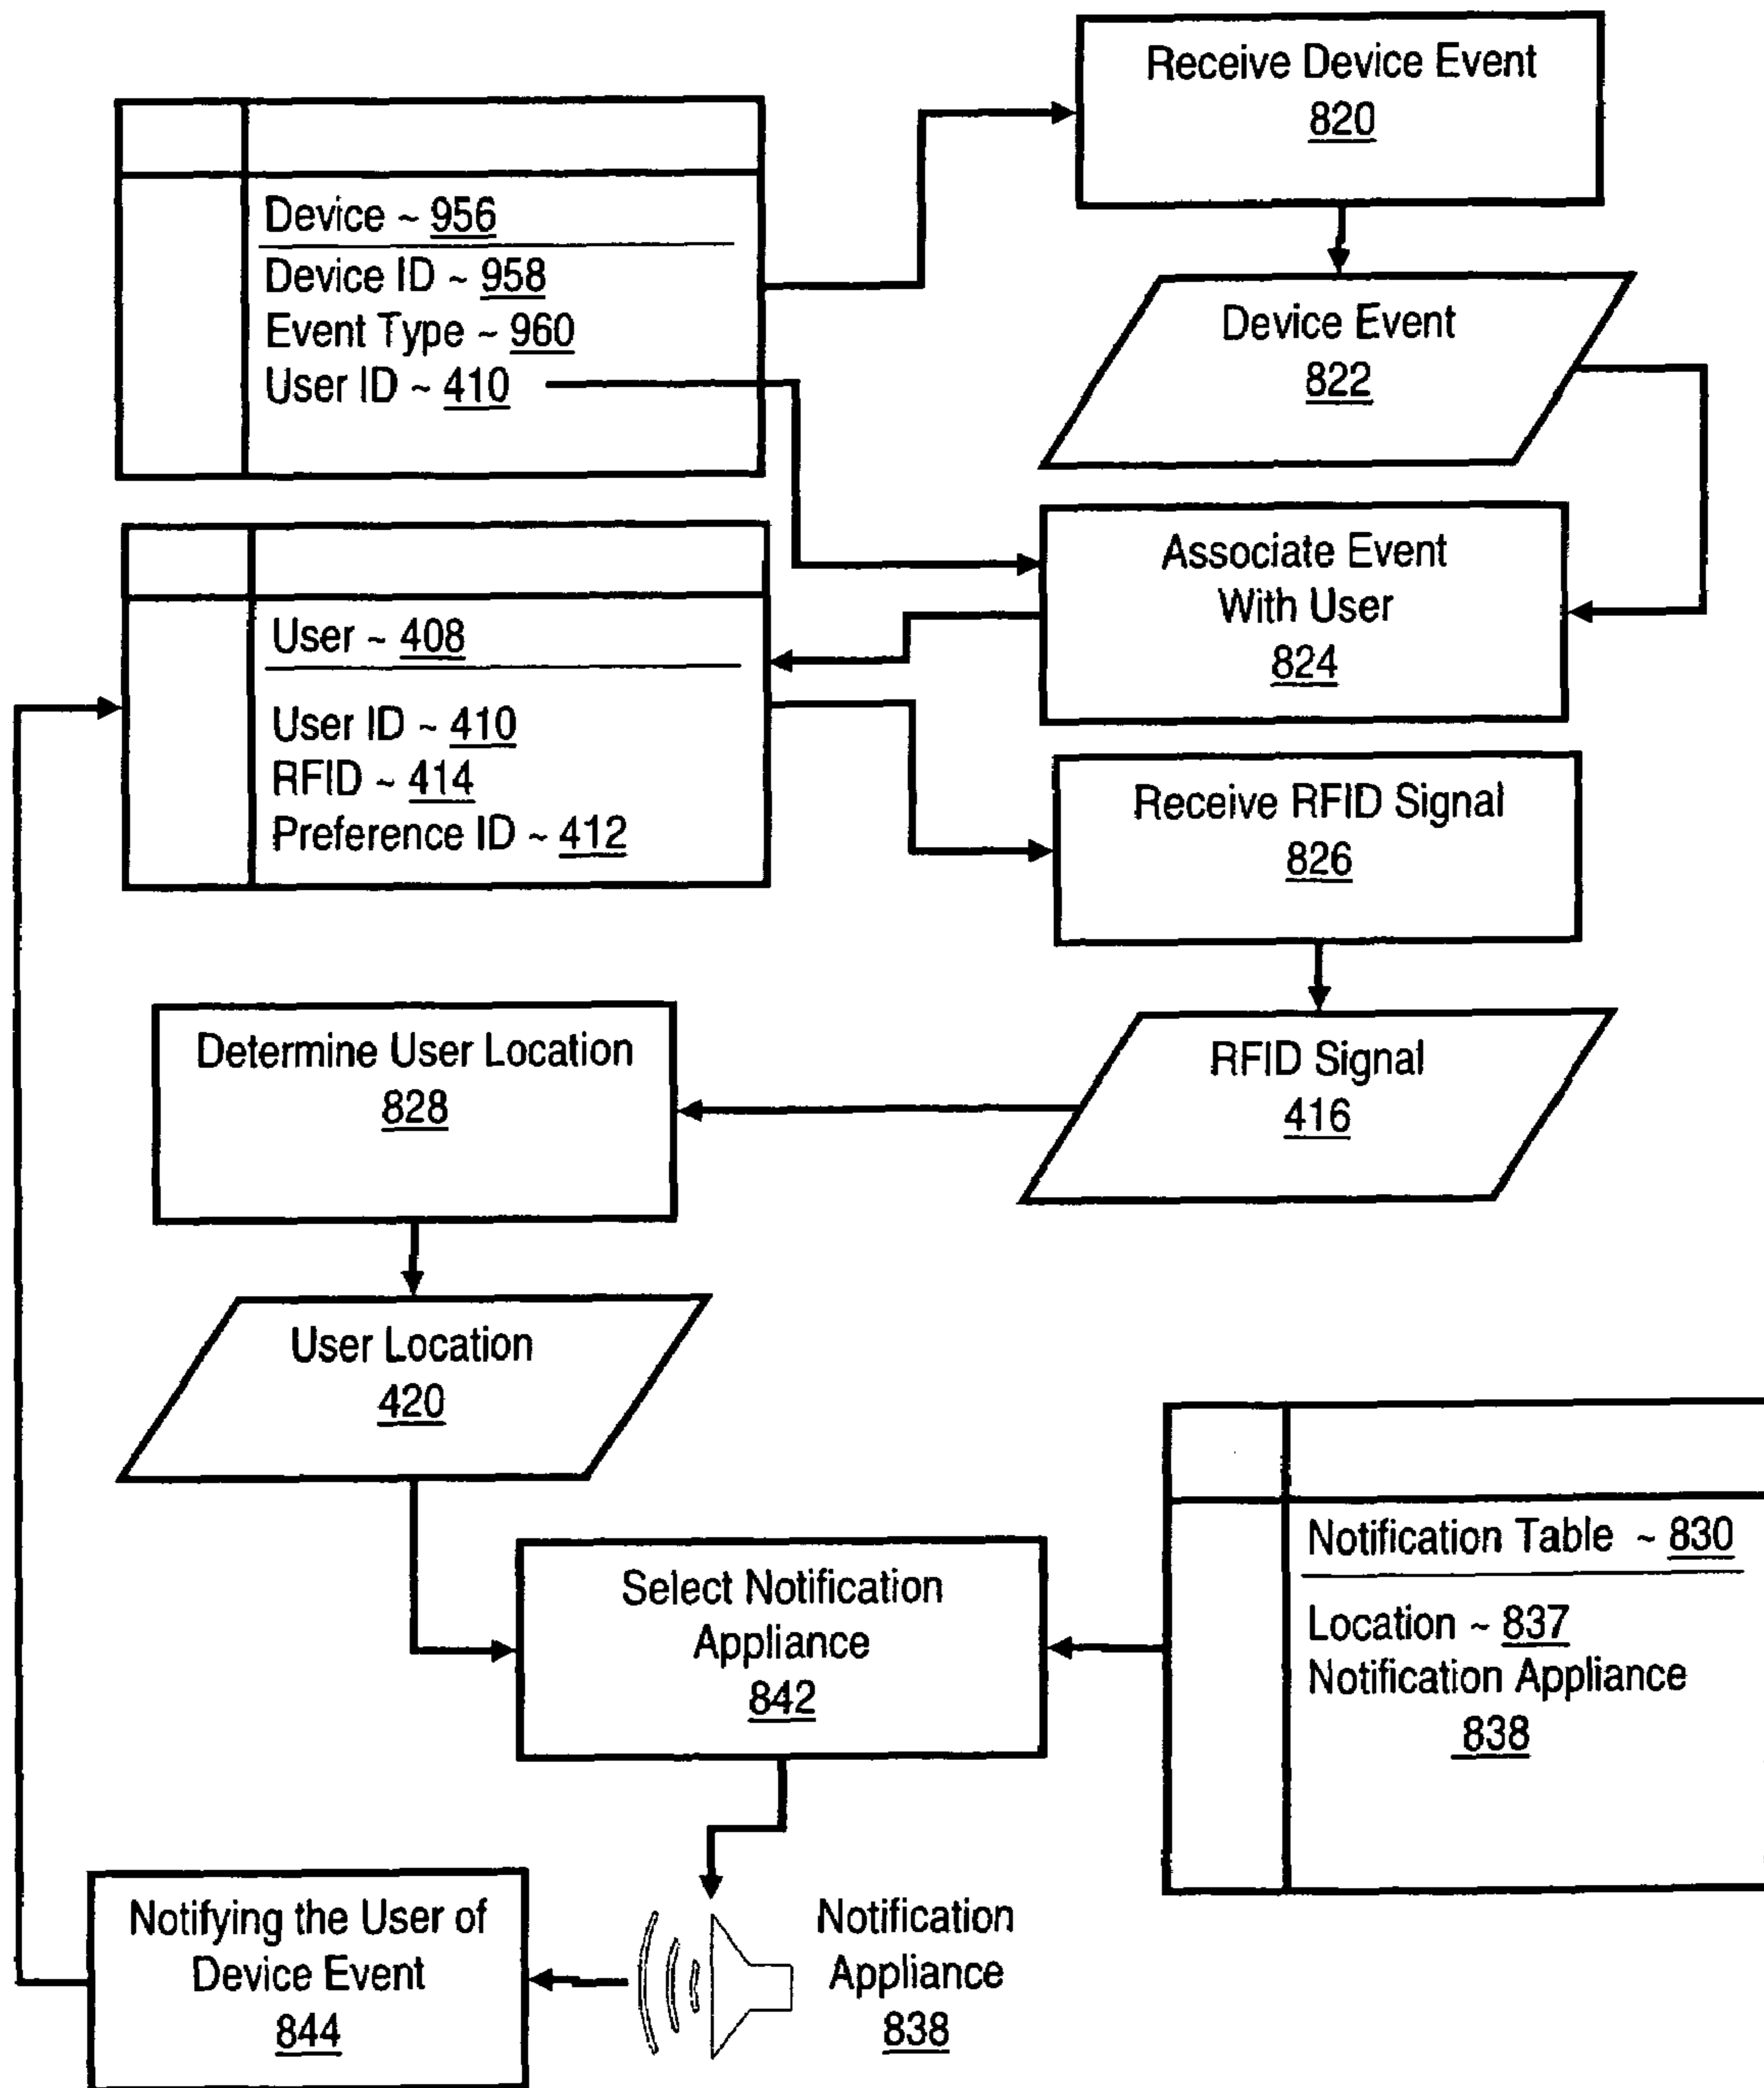 Receive Device Event
820
Device ~ 956
Device ID ~ 958
Event Type ~ 960
User ID ~ 410
Device Event
822
Associate Event
With User
824
User ~ 408
User ID ~ 410
RFID ~ 414
Preference ID ~ 412
Receive RFID Signal
826
RFID Signal
416
Determine User Location
828
User Location
420
Select Notification
Appliance
842
Notification Table ~ 830
Location ~ 837
Notification Appliance
838
Notification
Appliance
838
Notifying the User of
Device Event
844